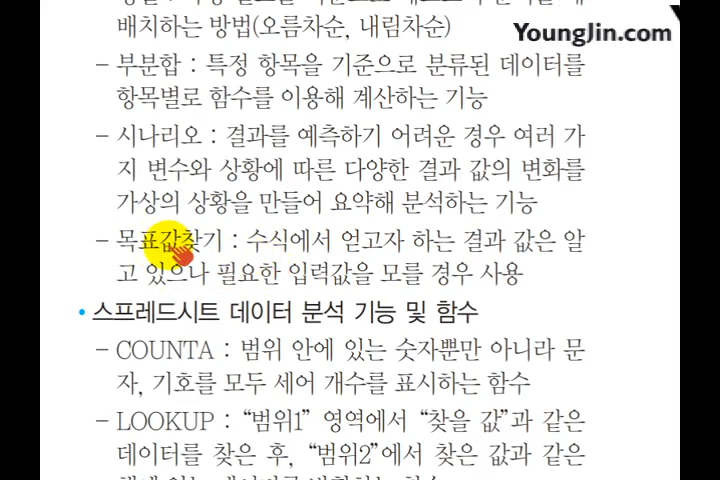 배치하는 방법(오름차순, 내림차순)
YoungJin.com
– 부분합 : 특정 항목을 기준으로 분류된 데이터를
항목별로 함수를 이용해 계산하는 기능
– 시나리오 : 결과를 예측하기 어려운 경우 여러 가
지 변수와 상황에 따른 다양한 결과 값의 변화를
가상의 상황을 만들어 요약해 분석하는 기능
– 목표값찾기 : 수식에서 얻고자 하는 결과 값은 알
고 있으나 필요한 입력값을 모를 경우 사용
• 스프레드시트 데이터 분석 기능 및 함수
– COUNTA : 범위 안에 있는 숫자뿐만 아니라 문
자, 기호를 모두 세어 개수를 표시하는 함수
– LOOKUP : “범위1” 영역에서 “찾을 값”과 같은
데이터를 찾은 후, “범위2”에서 찾은 값과 같은